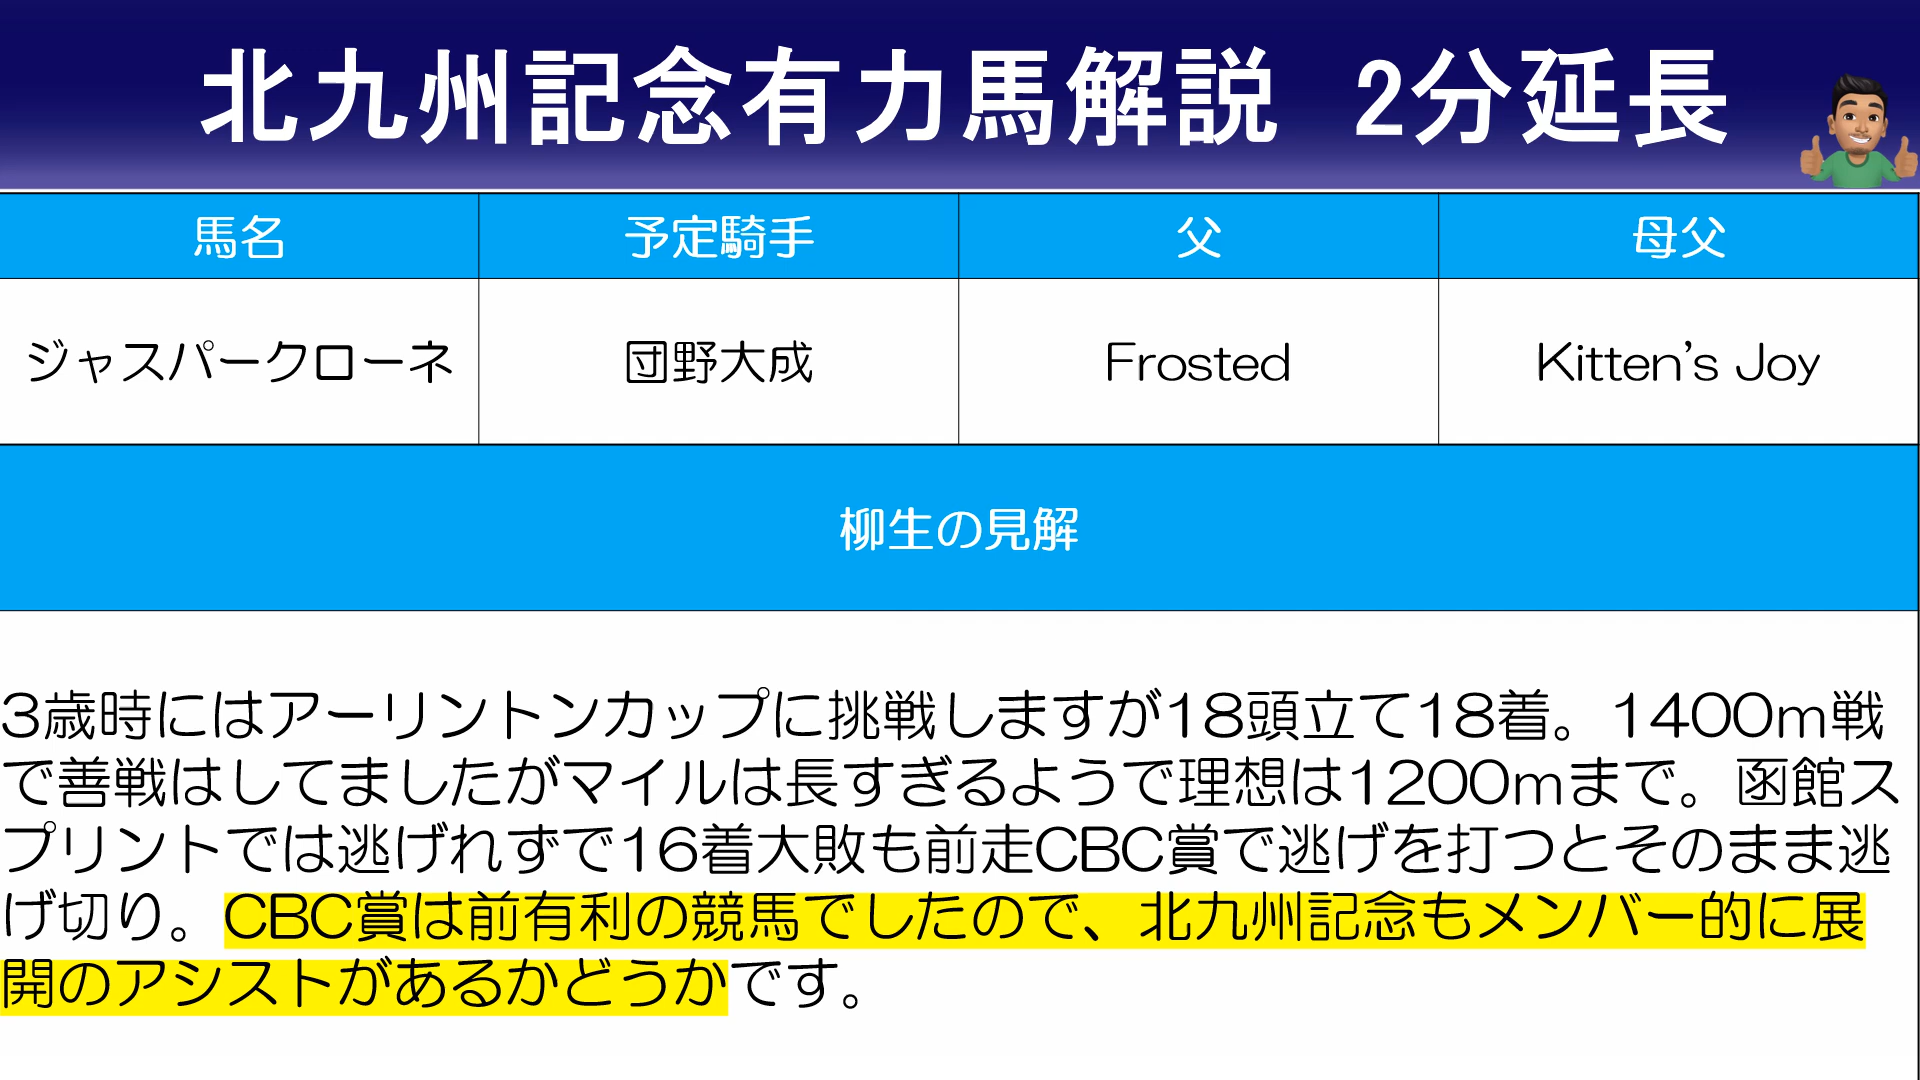 北九州記念有力馬解説 2分延長
馬名 予定騎手 父 母父
ジャスパークローネ 団野大成 Frosted Kitten's Joy
柳生の見解
3歳時にはアーリントンカップに挑戦しますが18頭立て18着。1400m戦
で善戦はしてましたがマイルは長すぎるようで理想は1200mまで。函館ス
プリントでは逃げれずで16着大敗も前走CBC賞で逃げを打つとそのまま逃
げ切り。CBC賞は前有利の競馬でしたので、北九州記念もメンバー的に展
開のアシストがあるかどうかです。